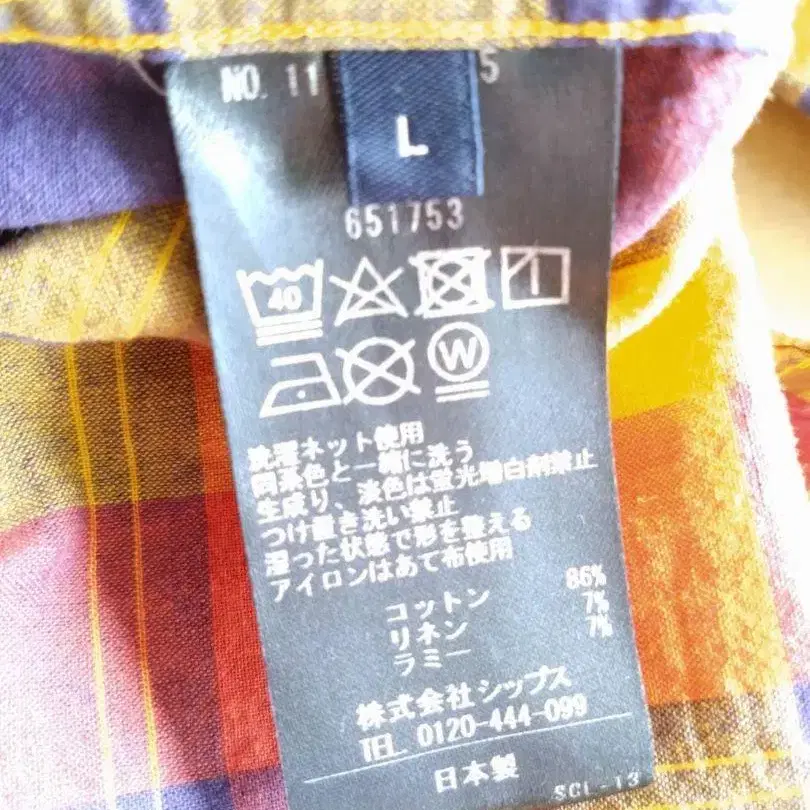 NO. 11 5
L
651753
40
W
洗濯ネット使用
同系色と一緒に洗う
生成り、淡色は蛍光増白剤禁止
つけ置き洗い禁止
湿った状態で形を整える
アイロンはあて布使用
コットン 86%
リネン 7%
ラミー 7%
株式会社シップス
TEL 0120-444-099
日本製
SCL-13